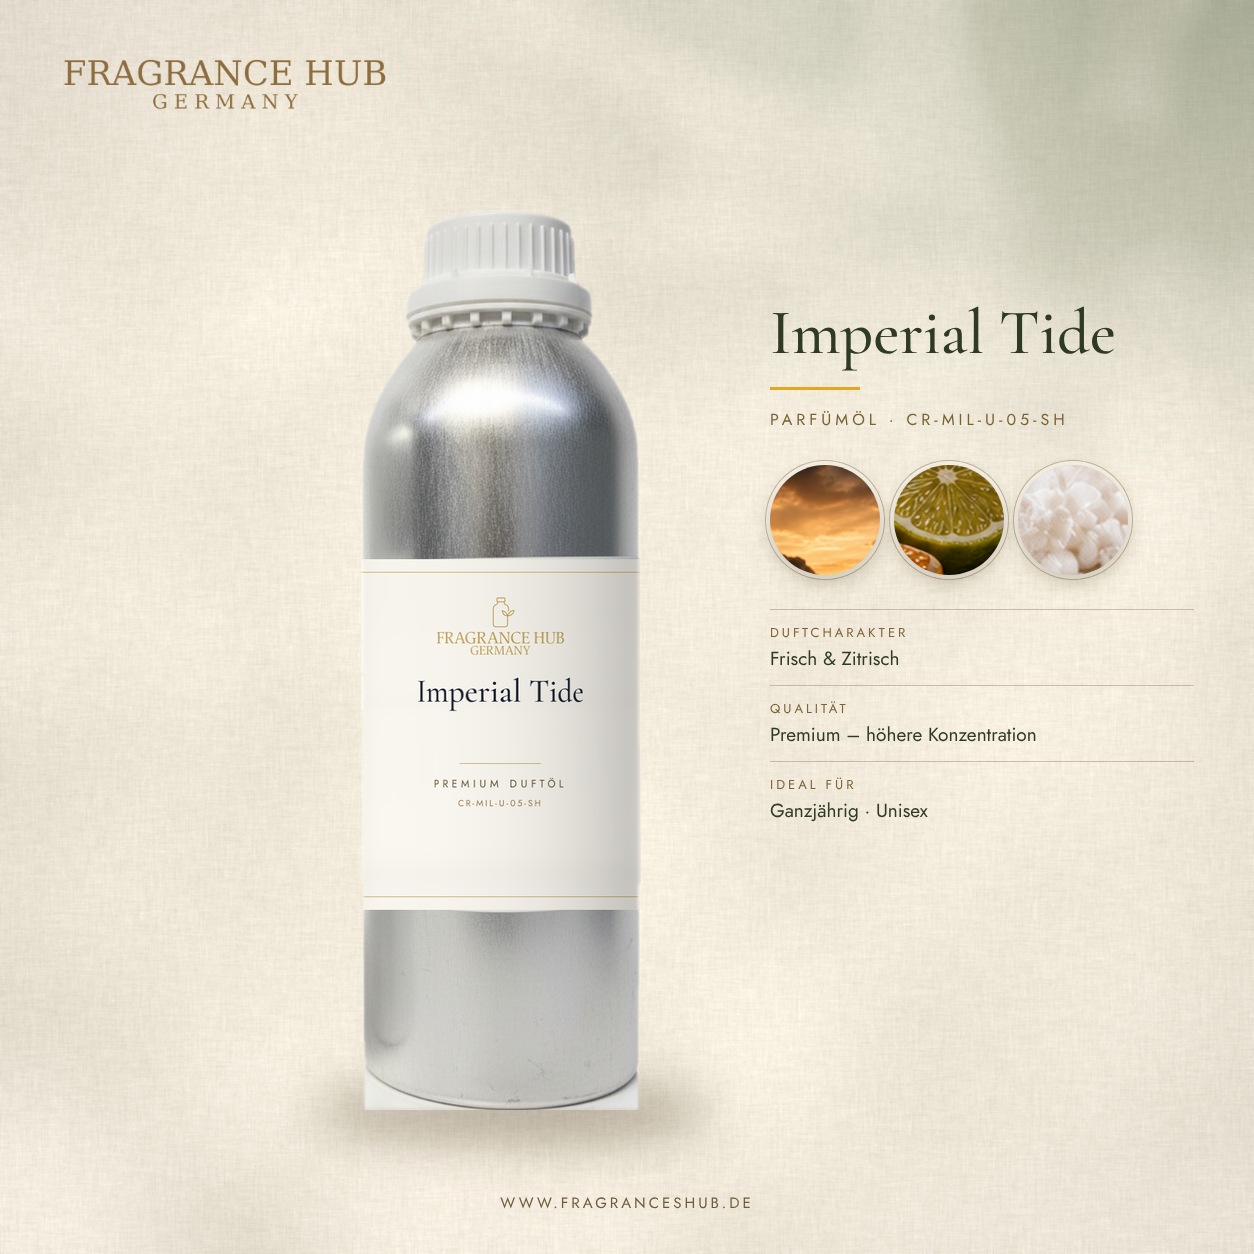 FRAGRANCE HUB
GERMANY
Imperial Tide
PARFÜMÖL · CR-MIL-U-05-SH
DUFTCHARAKTER
Frisch & Zitrisch
QUALITÄT
Premium – höhere Konzentration
IDEAL FÜR
Ganzjährig · Unisex
FRAGRANCE HUB
GERMANY
Imperial Tide
PREMIUM DUFTÖL
CR-MIL-U-05-SH
WWW.FRAGRANCESHUB.DE